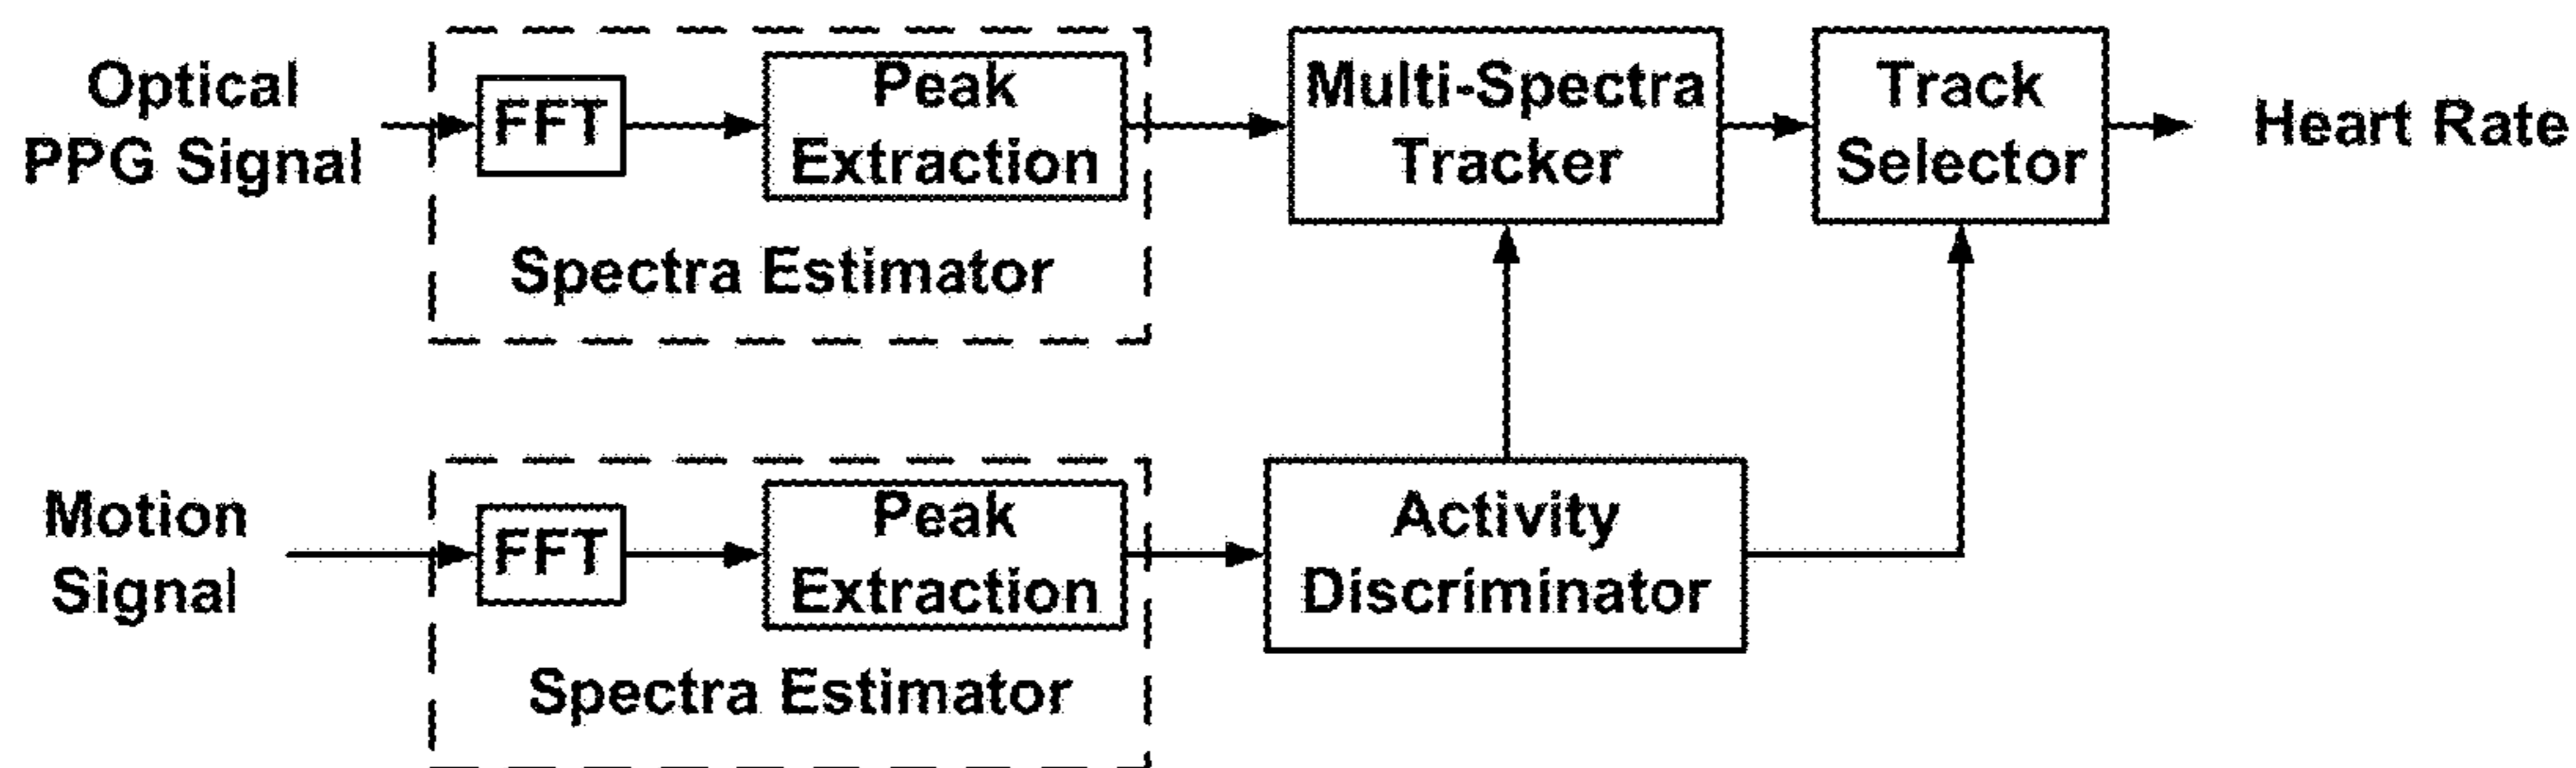 Optical
PPG Signal
FFT
Peak
Extraction
Spectra Estimator
Multi-Spectra
Tracker
Track
Selector
Heart Rate
Motion
Signal
FFT
Peak
Extraction
Spectra Estimator
Activity
Discriminator